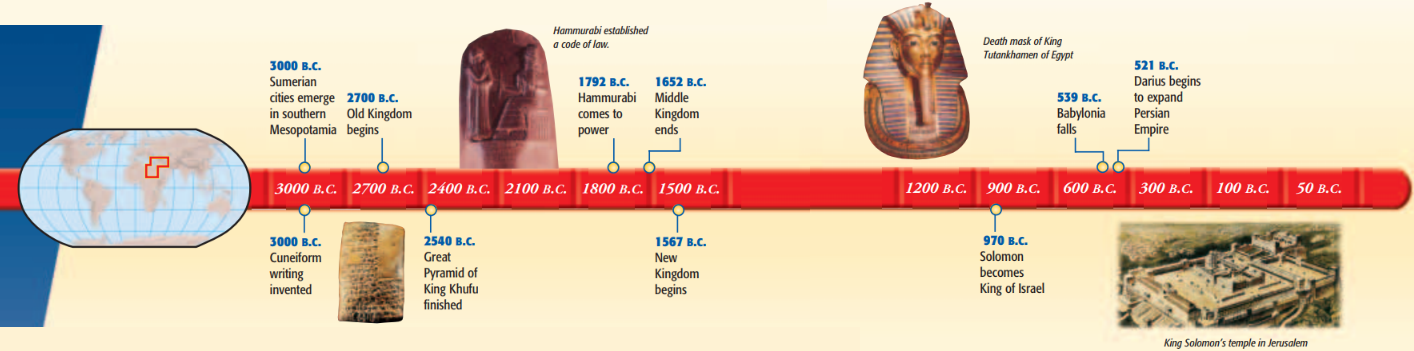 Hammurabi established
a code of law.
Death mask of King
Tutankhamen of Egypt
3000 B.C.
Sumerian
cities emerge
in southern
Mesopotamia
2700 B.C.
Old Kingdom
begins
1792 B.C.
Hammurabi
comes to
power
1652 B.C.
Middle
Kingdom
ends
539 B.C.
Babylonia
falls
521 B.C.
Darius begins
to expand
Persian
Empire
3000 B.C. 2700 B.C. 2400 B.C. 2100 B.C. 1800 B.C. 1500 B.C. 1200 B.C. 900 B.C. 600 B.C. 300 B.C. 100 B.C. 50 B.C.
3000 B.C.
Cuneiform
writing
invented
2540 B.C.
Great
Pyramid of
King Khufu
finished
1567 B.C.
New
Kingdom
begins
970 B.C.
Solomon
becomes
King of Israel
King Solomon's temple in Jerusalem